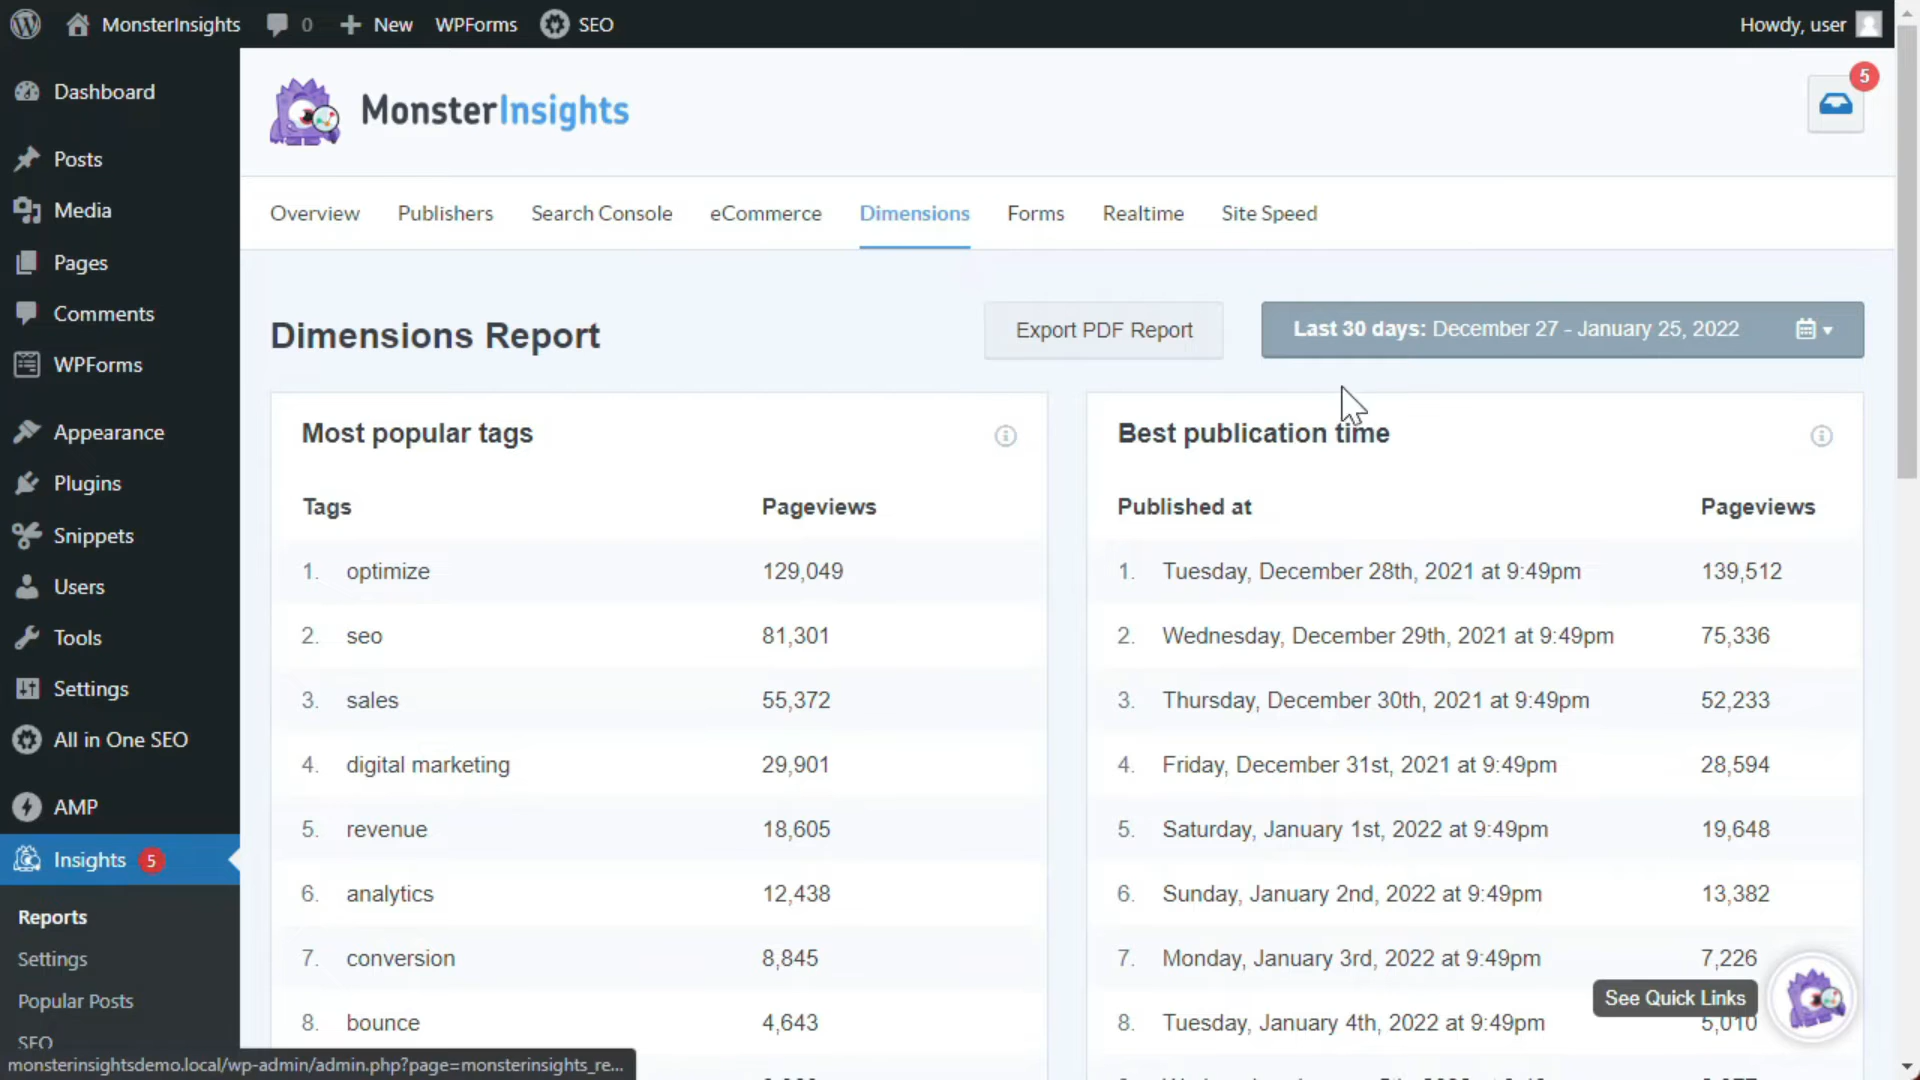 MonsterInsights 0 New WPForms SEO Howdy, user
Dashboard
Posts
Media
Pages
Comments
WPForms
Appearance
Plugins
Snippets
Users
Tools
Settings
All in One SEO
AMP
Insights 5
Reports
Settings
Popular Posts
SEO
MonsterInsights
5
Overview Publishers Search Console eCommerce Dimensions Forms Realtime Site Speed
Dimensions Report
Export PDF Report
Last 30 days: December 27 - January 25, 2022
Most popular tags
Tags Pageviews
1. optimize 129,049
2. seo 81,301
3. sales 55,372
4. digital marketing 29,901
5. revenue 18,605
6. analytics 12,438
7. conversion 8,845
8. bounce 4,643
Best publication time
Published at Pageviews
1. Tuesday, December 28th, 2021 at 9:49pm 139,512
2. Wednesday, December 29th, 2021 at 9:49pm 75,336
3. Thursday, December 30th, 2021 at 9:49pm 52,233
4. Friday, December 31st, 2021 at 9:49pm 28,594
5. Saturday, January 1st, 2022 at 9:49pm 19,648
6. Sunday, January 2nd, 2022 at 9:49pm 13,382
7. Monday, January 3rd, 2022 at 9:49pm 7,226
8. Tuesday, January 4th, 2022 at 9:49pm 5,010
See Quick Links
monsterinsightsdemo.local/wp-admin/admin.php?page=monsterinsights_re...